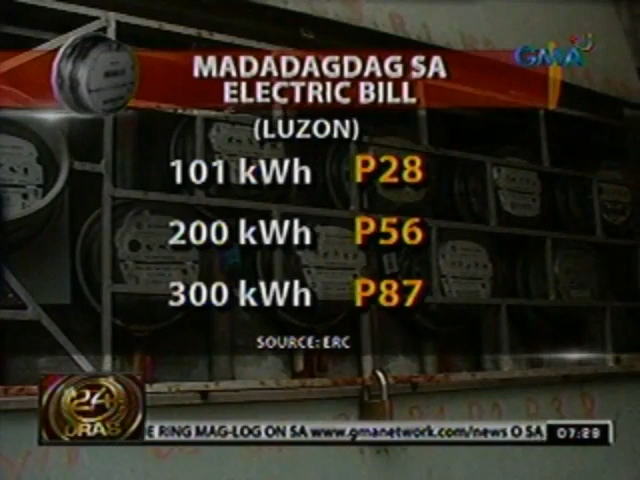 GMA
MADADAGDAG SA
ELECTRIC BILL
(LUZON)
101 kWh P28
200 kWh P56
300 kWh P87
SOURCE: ERC
24
ORAS
E RING MAG-LOG ON SA www.gmanetwork.com/news O SA
07:29